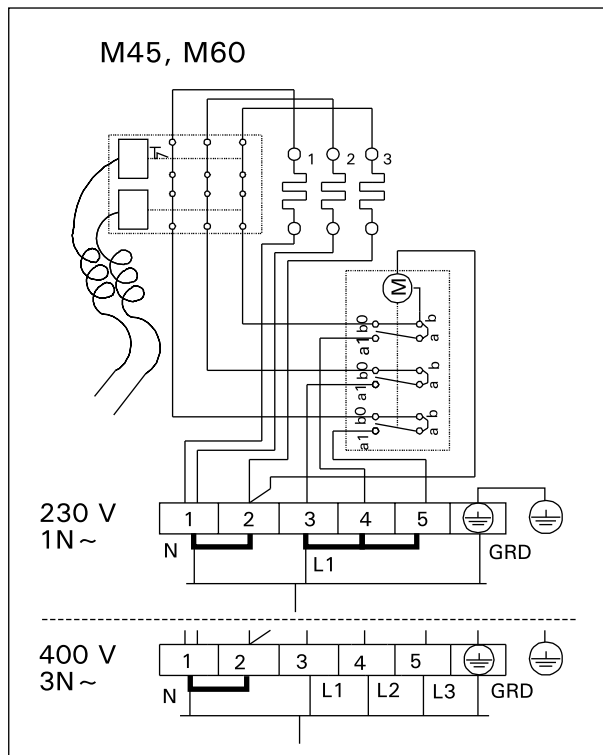 M45, M60
1 2 3
M
b0 b
a1 a
b0 b
a1 a
b0 b
a1 a
230 V
1N~
1 2 3 4 5
N
L1
GRD
400 V
3N~
1 2 3 4 5
N
L1 L2 L3
GRD